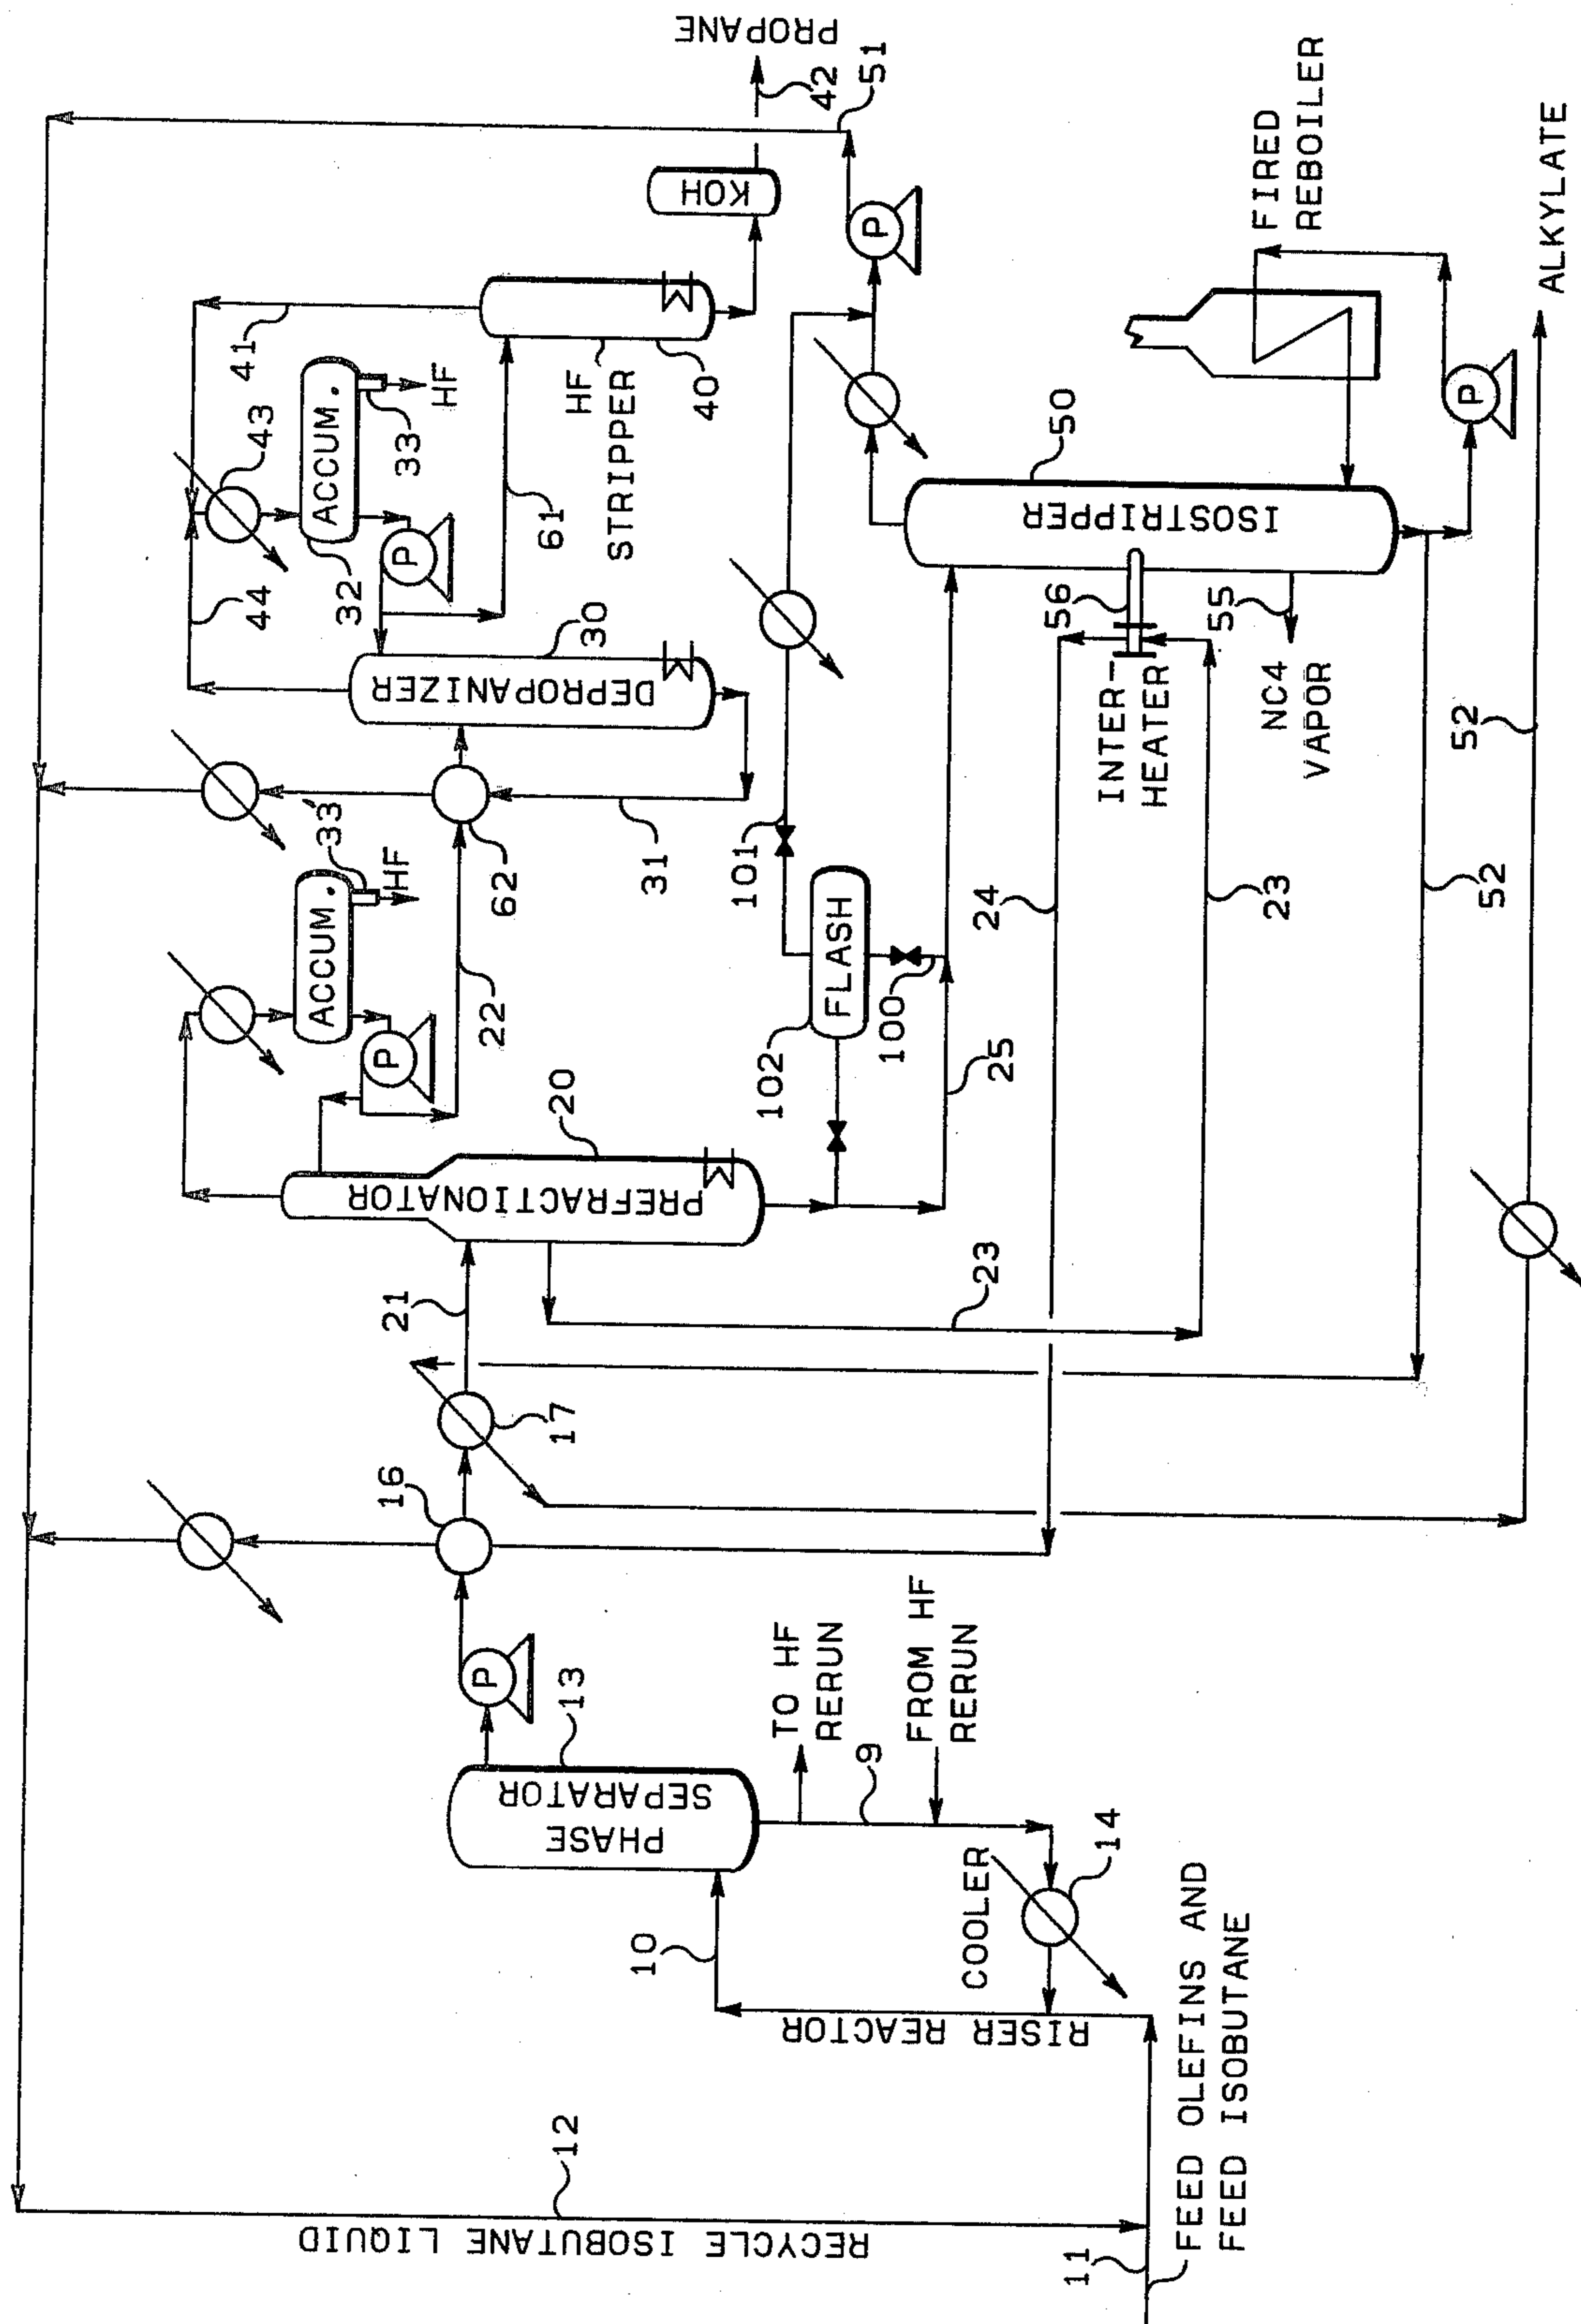 RECYCLE ISOBUTANE LIQUID
12
11
FEED OLEFINS AND
FEED ISOBUTANE
RISER REACTOR
10
COOLER
14
PHASE
SEPARATOR
13
9
TO HF
RERUN
FROM HF
RERUN
P
16
17
21
23
PREFRACTIONATOR
20
ACCUM.
33'
HF
P
22
62
31
25
102
FLASH
100
101
24
23
52
52
DEPROPANIZER
30
44
32
ACCUM.
43
33
HF
P
61
41
HF
STRIPPER
40
KOH
42
PROPANE
51
P
ISOSTRIPPER
50
56
INTER-
HEATER
55
NC4
VAPOR
FIRED
REBOILER
P
ALKYLATE